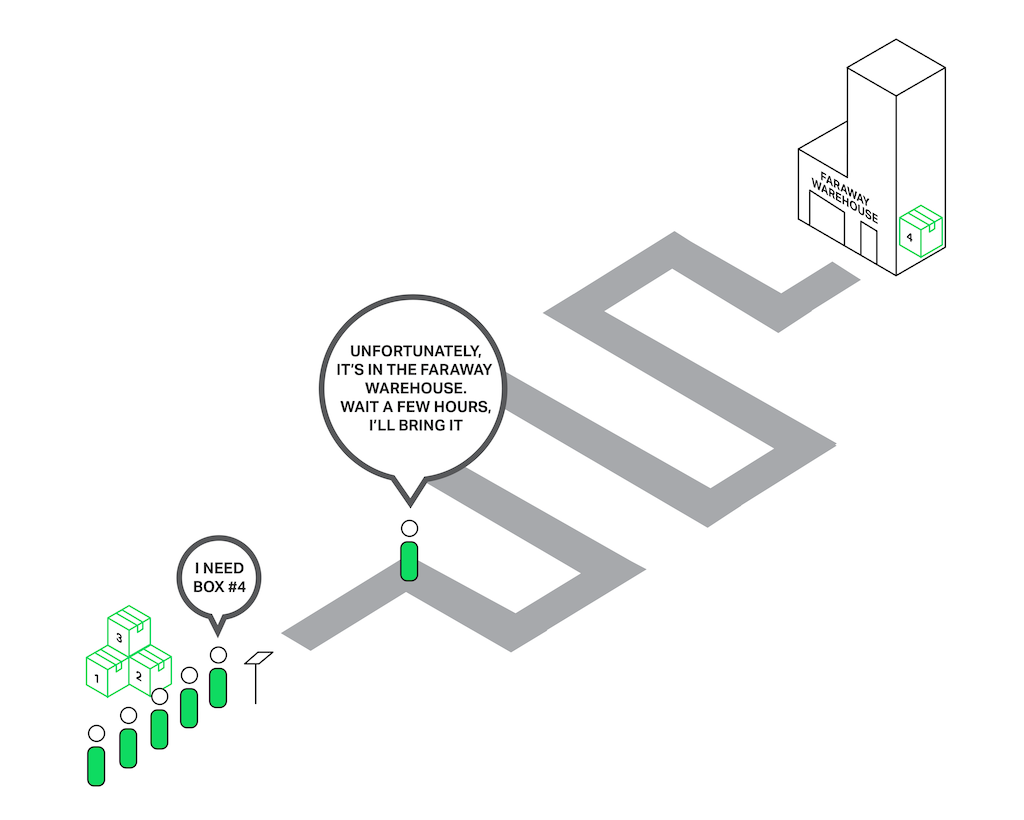 FARAWAY
WAREHOUSE
4
UNFORTUNATELY,
IT'S IN THE FARAWAY
WAREHOUSE.
WAIT A FEW HOURS,
I'LL BRING IT
I NEED
BOX #4
3
1
2